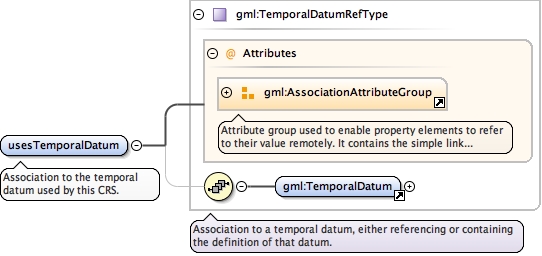 gml:TemporalDatumRefType
@ Attributes
gml:AssociationAttributeGroup
Attribute group used to enable property elements to refer
to their value remotely. It contains the simple link...
usesTemporalDatum
Association to the temporal
datum used by this CRS.
gml:TemporalDatum
Association to a temporal datum, either referencing or containing
the definition of that datum.